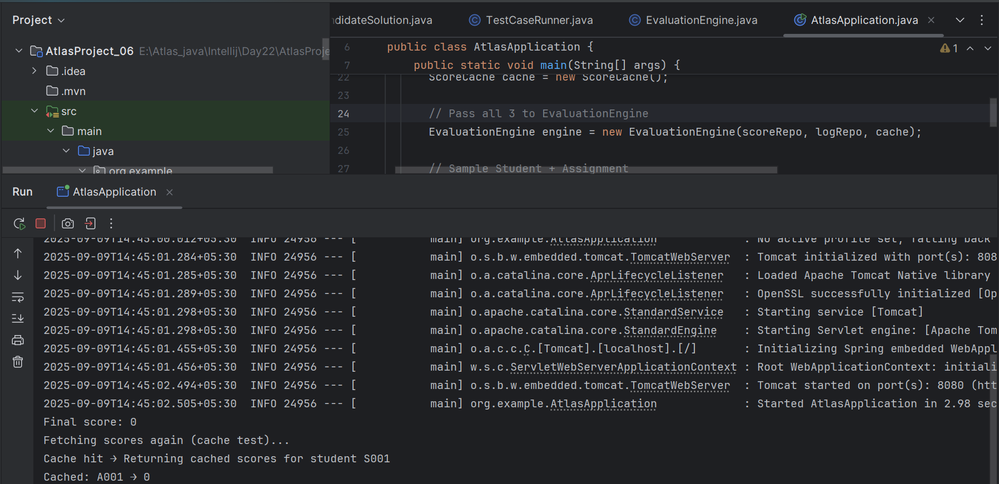 Project
AtlasProject_06 E:\Atlas_java\Intellij\Day22\AtlasProje
.idea
.mvn
src
main
java
org.example
ndidateSolution.java TestCaseRunner.java EvaluationEngine.java AtlasApplication.java
1
6 public class AtlasApplication {
7 public static void main(String[] args) {
22 ScoreCache cache = new ScoreCache();
23
24 // Pass all 3 to EvaluationEngine
25 EvaluationEngine engine = new EvaluationEngine(scoreRepo, logRepo, cache);
26
27 // Sample Student + Assignment
Run AtlasApplication
2025-09-09T14:45:00.012+05:30 INFO 24956 --- [ main] org.example.AtlasApplication : No active profile set, falling back
2025-09-09T14:45:01.284+05:30 INFO 24956 --- [ main] o.s.b.w.embedded.tomcat.TomcatWebServer : Tomcat initialized with port(s): 808
2025-09-09T14:45:01.285+05:30 INFO 24956 --- [ main] o.a.catalina.core.AprLifecycleListener : Loaded Apache Tomcat Native library
2025-09-09T14:45:01.289+05:30 INFO 24956 --- [ main] o.a.catalina.core.AprLifecycleListener : OpenSSL successfully initialized [Op
2025-09-09T14:45:01.298+05:30 INFO 24956 --- [ main] o.apache.catalina.core.StandardService : Starting service [Tomcat]
2025-09-09T14:45:01.298+05:30 INFO 24956 --- [ main] o.apache.catalina.core.StandardEngine : Starting Servlet engine: [Apache Tom
2025-09-09T14:45:01.455+05:30 INFO 24956 --- [ main] o.a.c.c.C.[Tomcat].[localhost].[/] : Initializing Spring embedded WebAppl
2025-09-09T14:45:01.456+05:30 INFO 24956 --- [ main] w.s.c.ServletWebServerApplicationContext : Root WebApplicationContext: initiali
2025-09-09T14:45:02.494+05:30 INFO 24956 --- [ main] o.s.b.w.embedded.tomcat.TomcatWebServer : Tomcat started on port(s): 8080 (htt
2025-09-09T14:45:02.505+05:30 INFO 24956 --- [ main] org.example.AtlasApplication : Started AtlasApplication in 2.98 sec
Final score: 0
Fetching scores again (cache test)...
Cache hit → Returning cached scores for student S001
Cached: A001 → 0